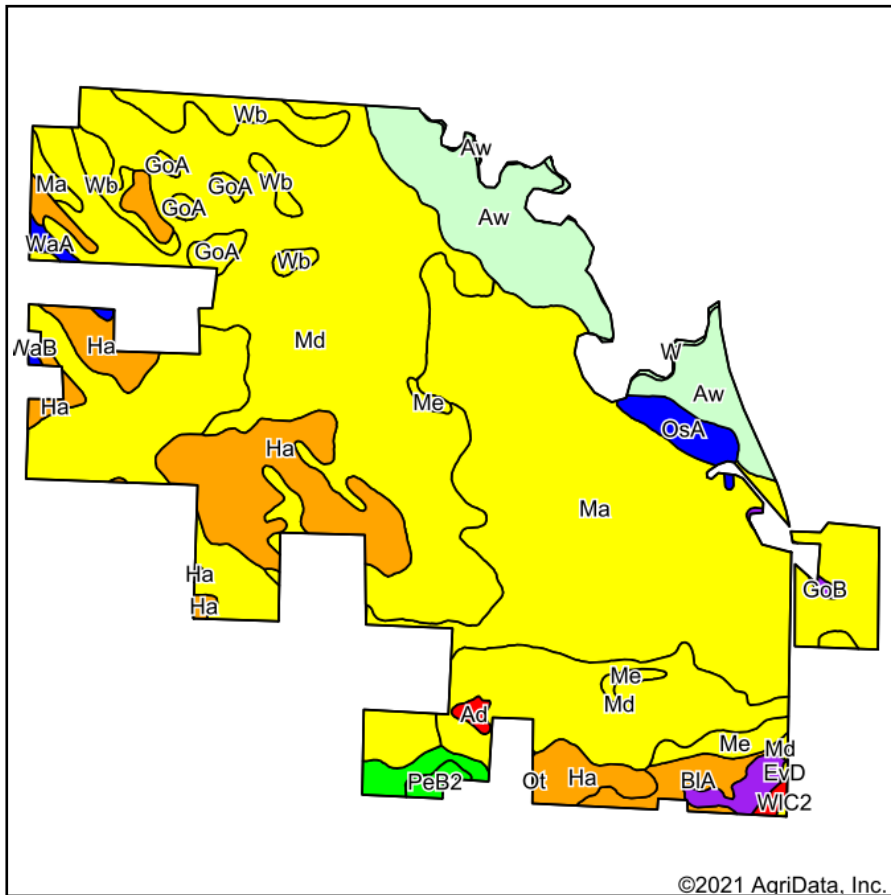 Wb
Aw
GoA
Ma
Wb
GoA
Wb
GoA
Aw
WaA
GoA
Wb
Md
WaB
Ha
W
Ha
Me
Aw
OsA
Ha
Ma
Ha
GoB
Ha
Me
Md
Ad
Me
Md
PeB2
Ot
Ha
BlA
EvD
WIC2
©2021 AgriData, Inc.